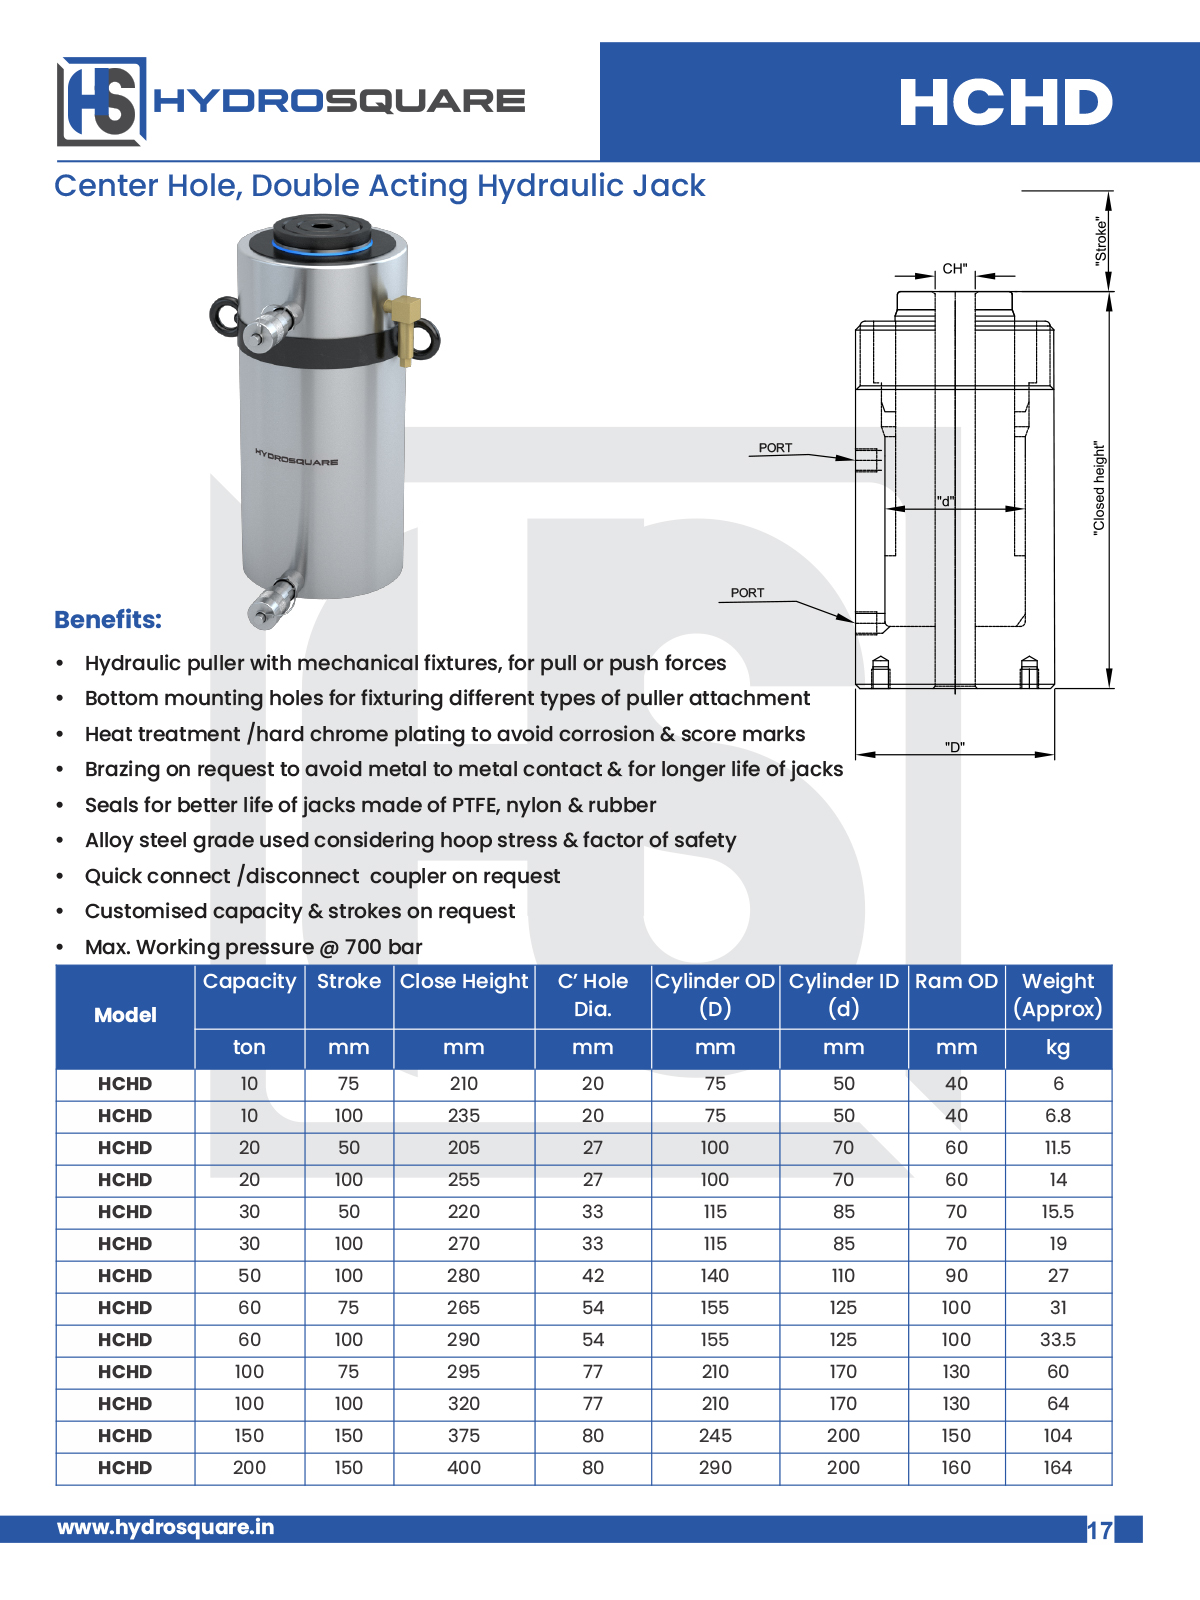 HS HYDROSQUARE
HCHD
Center Hole, Double Acting Hydraulic Jack
"Stroke"
CH"
PORT
"d"
"Closed height"
PORT
"D"
HYDROSQUARE
Benefits:
• Hydraulic puller with mechanical fixtures, for pull or push forces
• Bottom mounting holes for fixturing different types of puller attachment
• Heat treatment /hard chrome plating to avoid corrosion & score marks
• Brazing on request to avoid metal to metal contact & for longer life of jacks
• Seals for better life of jacks made of PTFE, nylon & rubber
• Alloy steel grade used considering hoop stress & factor of safety
• Quick connect /disconnect  coupler on request
• Customised capacity & strokes on request
• Max. Working pressure @ 700 bar
Model Capacity Stroke Close Height C’ Hole Dia. Cylinder OD (D) Cylinder ID (d) Ram OD Weight (Approx)
ton mm mm mm mm mm mm kg
HCHD 10 75 210 20 75 50 40 6
HCHD 10 100 235 20 75 50 40 6.8
HCHD 20 50 205 27 100 70 60 11.5
HCHD 20 100 255 27 100 70 60 14
HCHD 30 50 220 33 115 85 70 15.5
HCHD 30 100 270 33 115 85 70 19
HCHD 50 100 280 42 140 110 90 27
HCHD 60 75 265 54 155 125 100 31
HCHD 60 100 290 54 155 125 100 33.5
HCHD 100 75 295 77 210 170 130 60
HCHD 100 100 320 77 210 170 130 64
HCHD 150 150 375 80 245 200 150 104
HCHD 200 150 400 80 290 200 160 164
www.hydrosquare.in
17